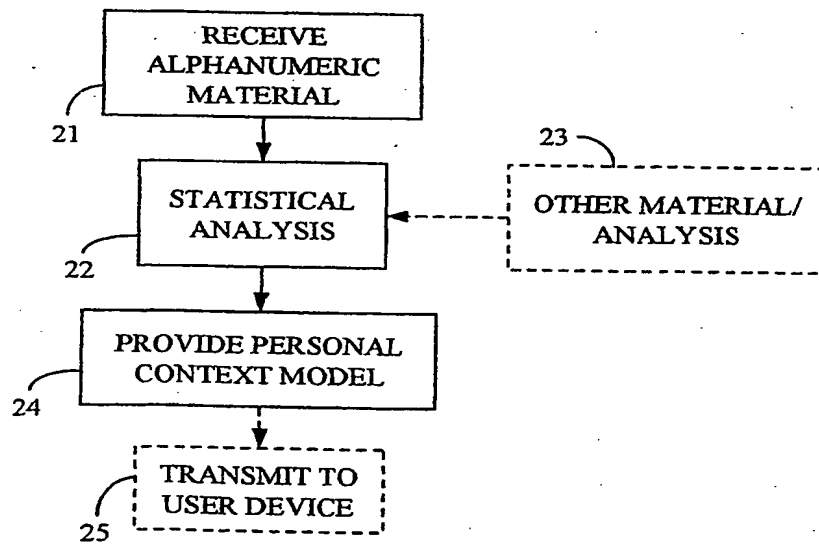 RECEIVE
ALPHANUMERIC
MATERIAL
21
23
STATISTICAL
ANALYSIS
22
OTHER MATERIAL/
ANALYSIS
PROVIDE PERSONAL
CONTEXT MODEL
24
TRANSMIT TO
USER DEVICE
25